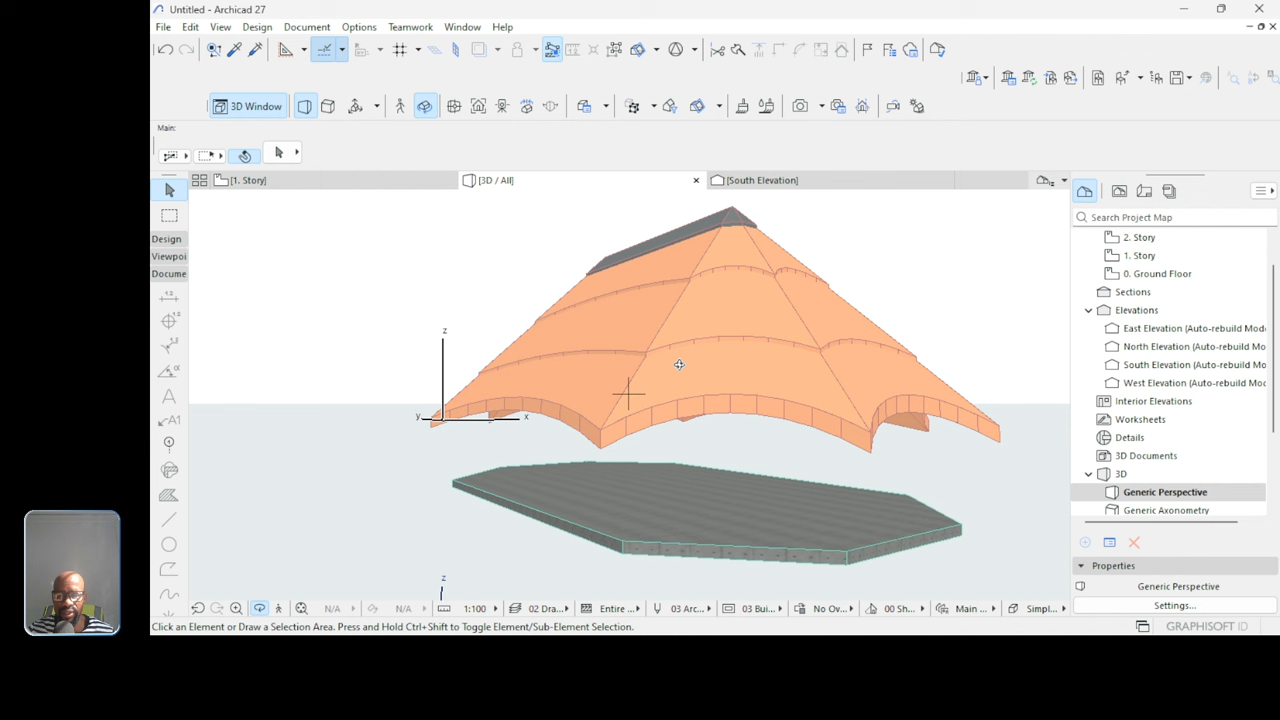 Untitled - Archicad 27
File Edit View Design Document Options Teamwork Window Help
3D Window
Main:
[1. Story]
[3D / All]
[South Elevation]
Search Project Map
Design
Viewpoi
Docume
2. Story
1. Story
0. Ground Floor
Sections
Elevations
East Elevation (Auto-rebuild Mod
North Elevation (Auto-rebuild Mo
South Elevation (Auto-rebuild Mo
West Elevation (Auto-rebuild Mod
Interior Elevations
Worksheets
Details
3D Documents
3D
Generic Perspective
Generic Axonometry
Properties
Generic Perspective
Settings...
z
y
x
z
A
A1
N/A N/A 1:100 02 Dra... Entire ... 03 Arc... 03 Bui... No Ov... 00 Sh... Main ... Simpl...
Click an Element or Draw a Selection Area. Press and Hold Ctrl+Shift to Toggle Element/Sub-Element Selection.
GRAPHISOFT ID